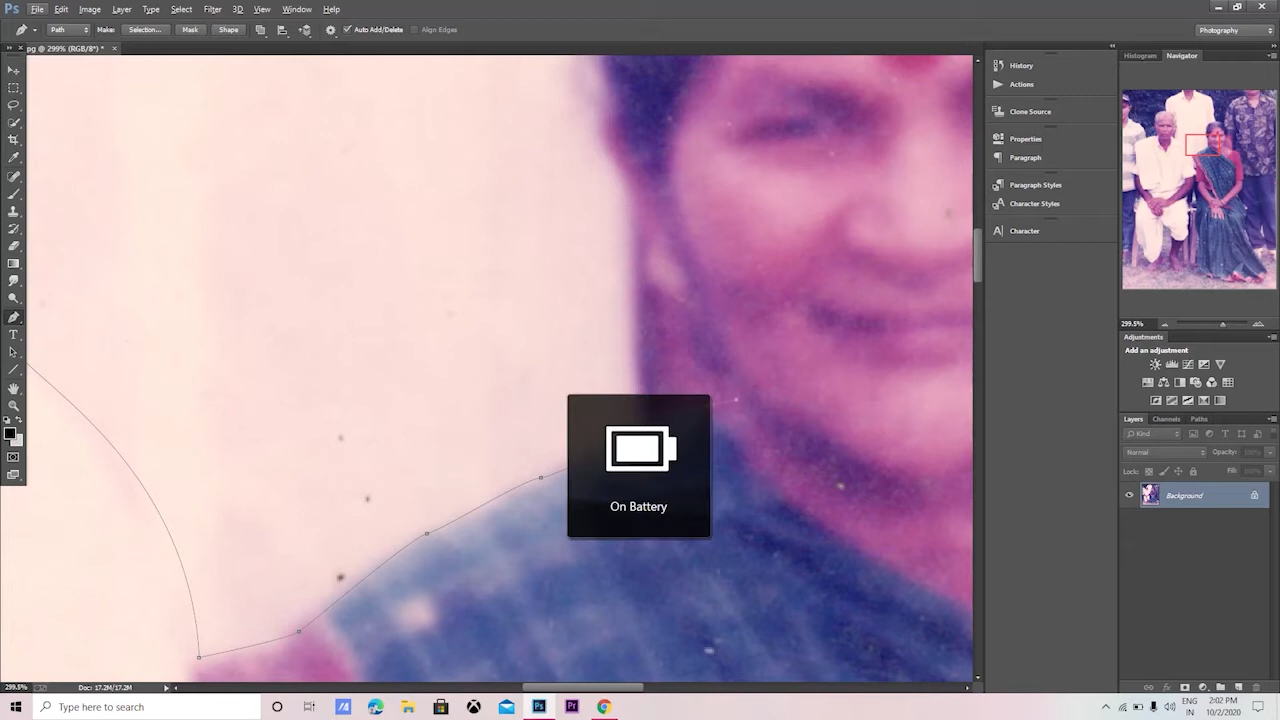 Ps File Edit Image Layer Type Select Filter 3D View Window Help
Path Make: Selection... Mask Shape Auto Add/Delete Align Edges Photography
pg @ 299% (RGB/8*) *
Histogram Navigator
History
Actions
Clone Source
Properties
Paragraph
Paragraph Styles
Character Styles
Character
299.5%
Adjustments
Add an adjustment
Layers Channels Paths
Kind
Normal Opacity: 100%
Lock: Fill: 100%
Background
On Battery
299.5% Doc: 17.2M/17.2M
Type here to search
Ps Pr
ENG
IN
2:02 PM
10/2/2020